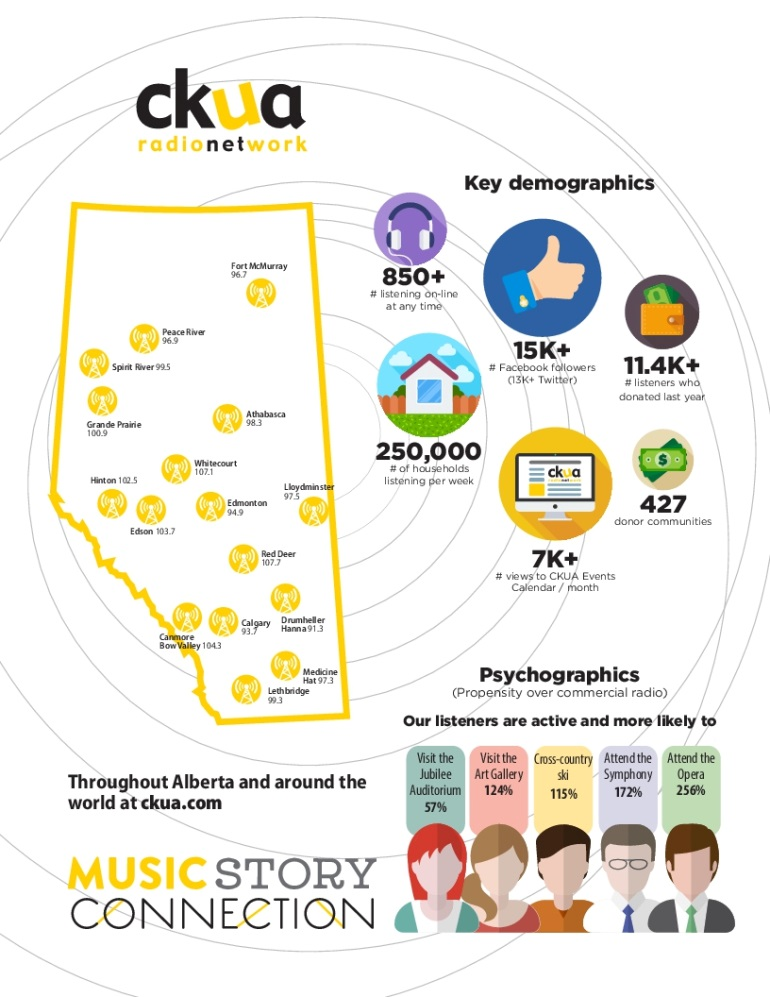 ckua
radionetwork
Key demographics
850+
# listening on-line
at any time
15K+
# Facebook followers
(13K+ Twitter)
11.4K+
# listeners who
donated last year
250,000
# of households
listening per week
ckua
radionetwork
7K+
# views to CKUA Events
Calendar / month
$
427
donor communities
Fort McMurray
96.7
Peace River
96.9
Spirit River 99.5
Grande Prairie
100.9
Athabasca
98.3
Whitecourt
107.1
Hinton 102.5
Edson 103.7
Edmonton
94.9
Lloydminster
97.5
Red Deer
107.7
Drumheller
Hanna 91.3
Calgary
93.7
Canmore
Bow Valley 104.3
Medicine
Hat 97.3
Lethbridge
99.3
Psychographics
(Propensity over commercial radio)
Our listeners are active and more likely to
Visit the
Jubilee
Auditorium
57%
Visit the
Art Gallery
124%
Cross-country
ski
115%
Attend the
Symphony
172%
Attend the
Opera
256%
Throughout Alberta and around the
world at ckua.com
MUSIC STORY
CONNECTION